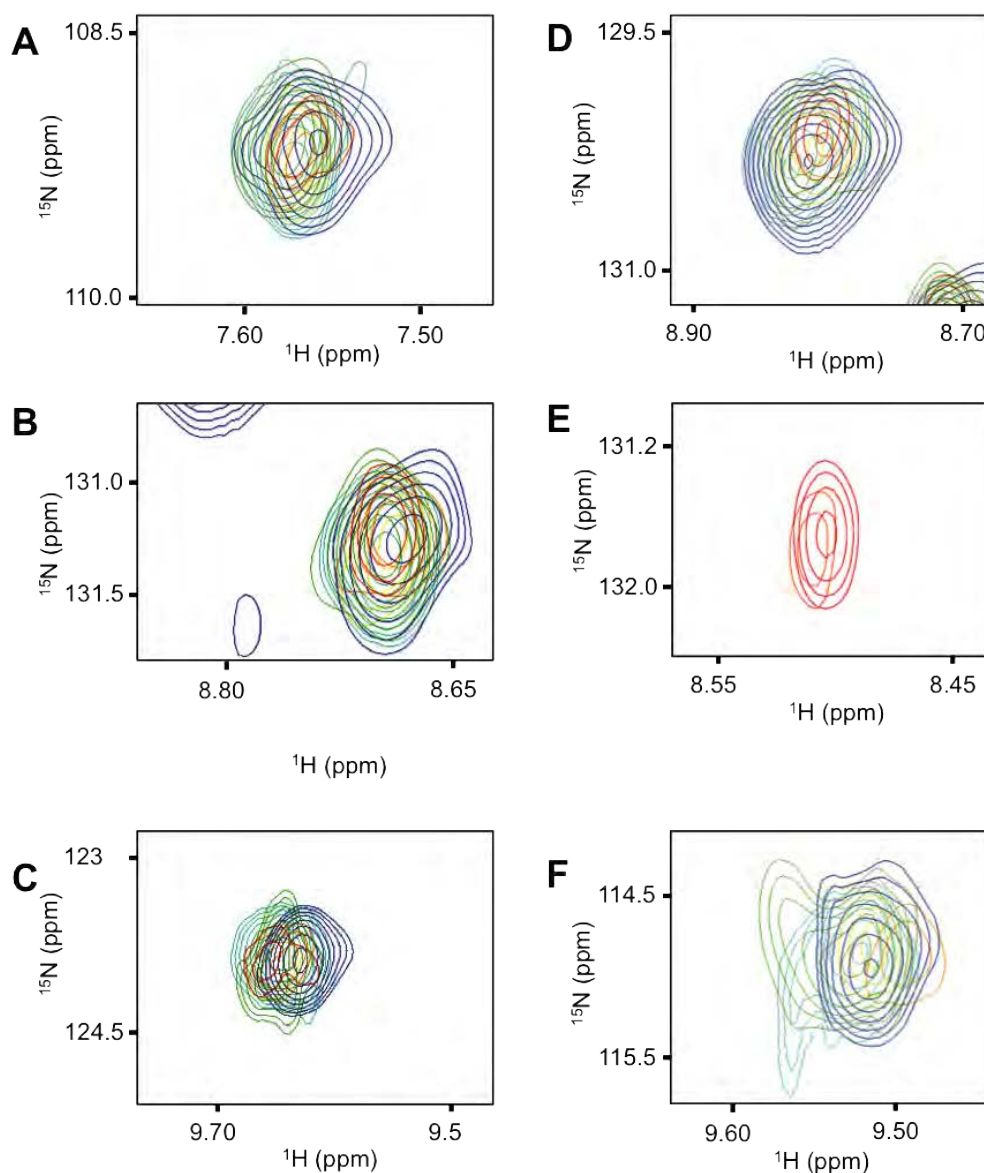 A
108.5
15N (ppm)
110.0
7.60
7.50
1H (ppm)
B
131.0
15N (ppm)
131.5
8.80
8.65
1H (ppm)
C
123
15N (ppm)
124.5
9.70
9.5
1H (ppm)
D
129.5
15N (ppm)
131.0
8.90
8.70
1H (ppm)
E
131.2
15N (ppm)
132.0
8.55
8.45
1H (ppm)
F
114.5
15N (ppm)
115.5
9.60
9.50
1H (ppm)